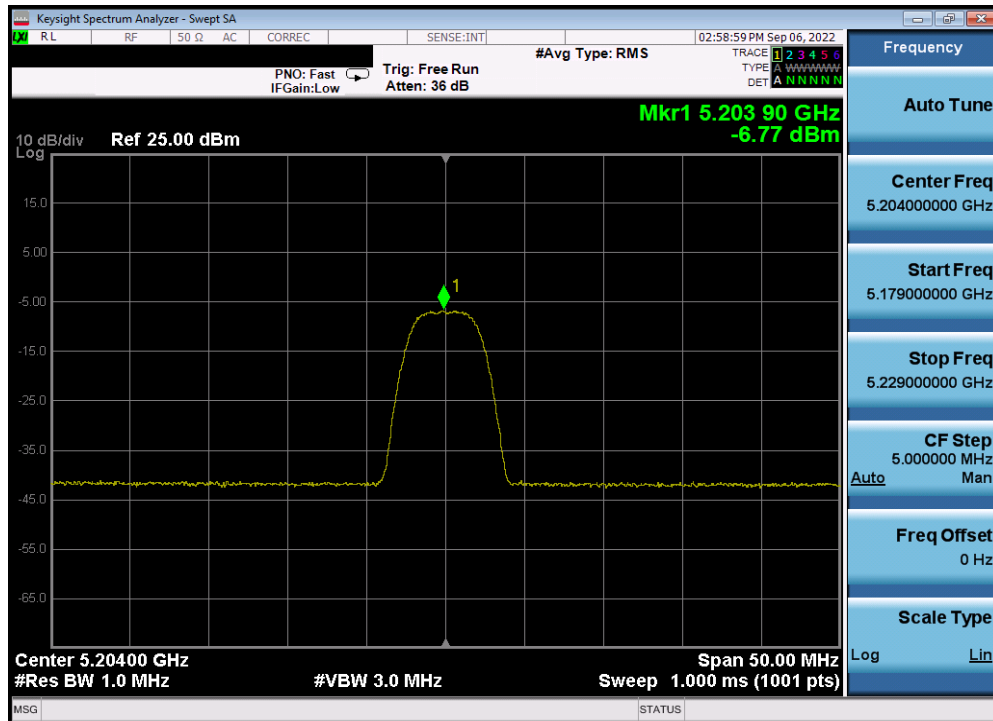 Keysight Spectrum Analyzer - Swept SA
LXI RL RF 50 Ω AC CORREC SENSE:INT 02:58:59 PM Sep 06, 2022
#Avg Type: RMS TRACE 1 2 3 4 5 6
PNO: Fast Trig: Free Run TYPE A WWWWW
IFGain:Low Atten: 36 dB DET A N N N N N
Mkr1 5.203 90 GHz
-6.77 dBm
10 dB/div Ref 25.00 dBm
Log
15.0
5.00
1
-5.00
-15.0
-25.0
-35.0
-45.0
-55.0
-65.0
Center 5.20400 GHz Span 50.00 MHz
#Res BW 1.0 MHz #VBW 3.0 MHz Sweep 1.000 ms (1001 pts)
MSG STATUS
Frequency
Auto Tune
Center Freq
5.204000000 GHz
Start Freq
5.179000000 GHz
Stop Freq
5.229000000 GHz
CF Step
5.000000 MHz
Auto Man
Freq Offset
0 Hz
Scale Type
Log Lin